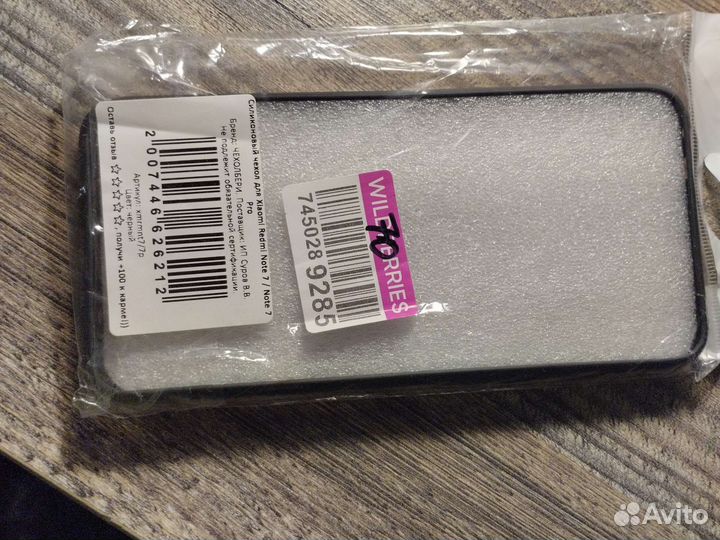 Силиконовый чехол для Xiaomi Redmi Note 7 / Note 7
Pro
Бренд: ЧЕХОЛБЕРИ. Поставщик: ИП Суров В.В.
Не подлежит обязательной сертификации.
2007446626212
Артикул: xmrmnt7/7p
Цвет: черный
Оставь отзыв ☆☆☆☆☆, получи +100 к карме!))
WILDBERRIES
70
745028 9285
Avito